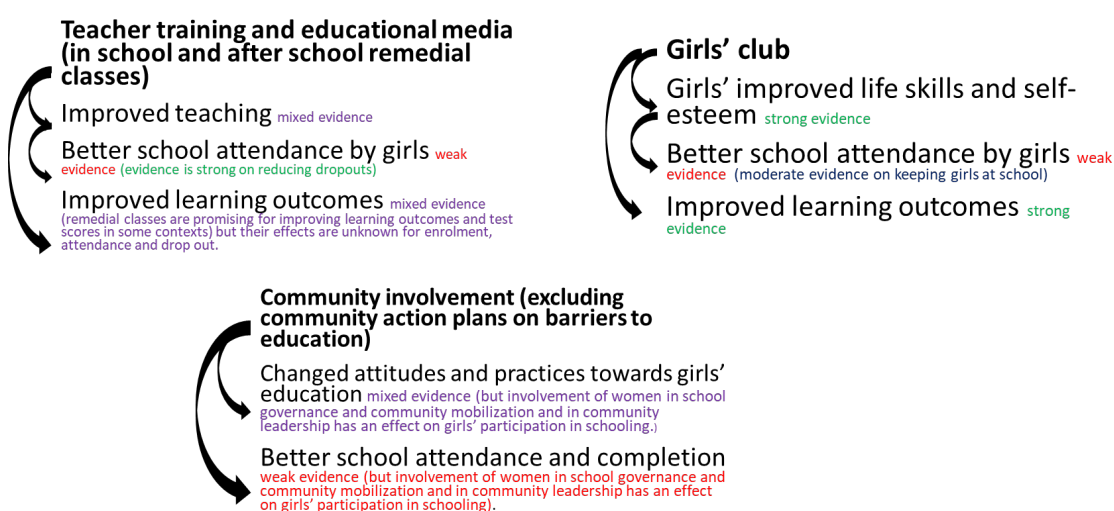 Teacher training and educational media
(in school and after school remedial
classes)
Improved teaching mixed evidence
Better school attendance by girls weak
evidence (evidence is strong on reducing dropouts)
Improved learning outcomes mixed evidence
(remedial classes are promising for improving learning outcomes and test
scores in some contexts) but their effects are unknown for enrolment,
attendance and drop out.
Girls’ club
Girls’ improved life skills and self-
esteem strong evidence
Better school attendance by girls weak
evidence (moderate evidence on keeping girls at school)
Improved learning outcomes strong
evidence
Community involvement (excluding
community action plans on barriers to
education)
Changed attitudes and practices towards girls’
education mixed evidence (but involvement of women in school
governance and community mobilization and in community
leadership has an effect on girls’ participation in schooling.)
Better school attendance and completion
weak evidence (but involvement of women in school governance and
community mobilization and in community leadership has an effect
on girls’ participation in schooling).